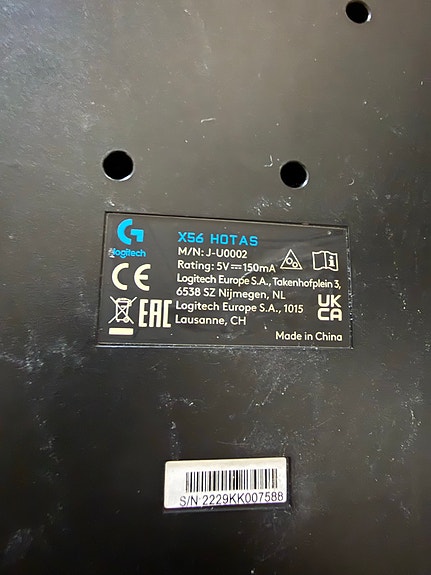 logitech
X56 HOTAS
M/N: J-U0002
Rating: 5V⎓150mA
Logitech Europe S.A., Takenhofplein 3,
6538 SZ Nijmegen, NL
Logitech Europe S.A., 1015
Lausanne, CH
CE
EAC
UK
CA
Made in China
S/N:2229KK007588